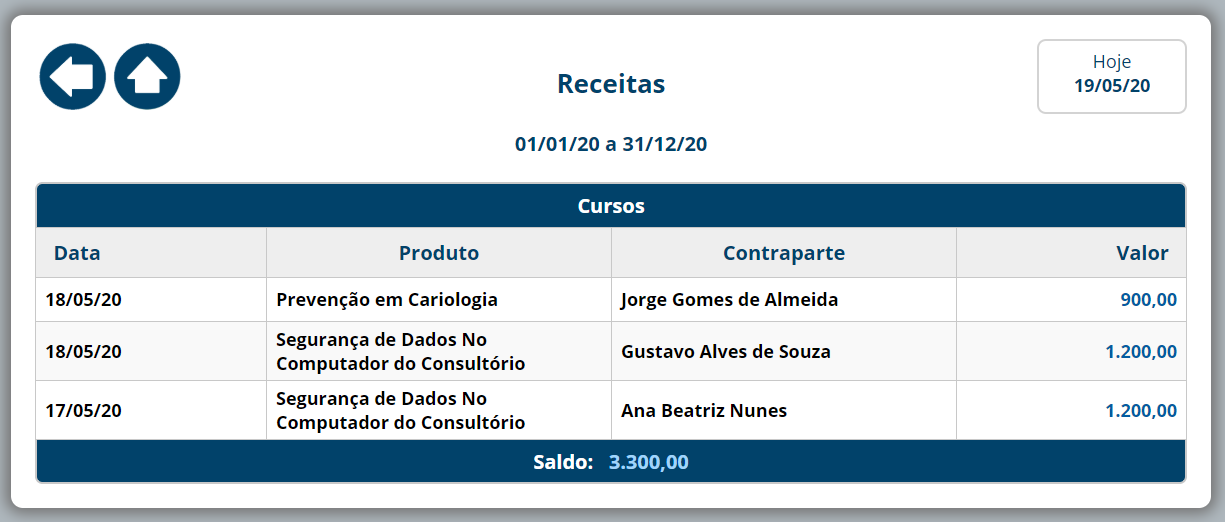 Receitas
Hoje
19/05/20
01/01/20 a 31/12/20
Cursos
Data Produto Contraparte Valor
18/05/20 Prevenção em Cariologia Jorge Gomes de Almeida 900,00
18/05/20 Segurança de Dados No
Computador do Consultório Gustavo Alves de Souza 1.200,00
17/05/20 Segurança de Dados No
Computador do Consultório Ana Beatriz Nunes 1.200,00
Saldo: 3.300,00